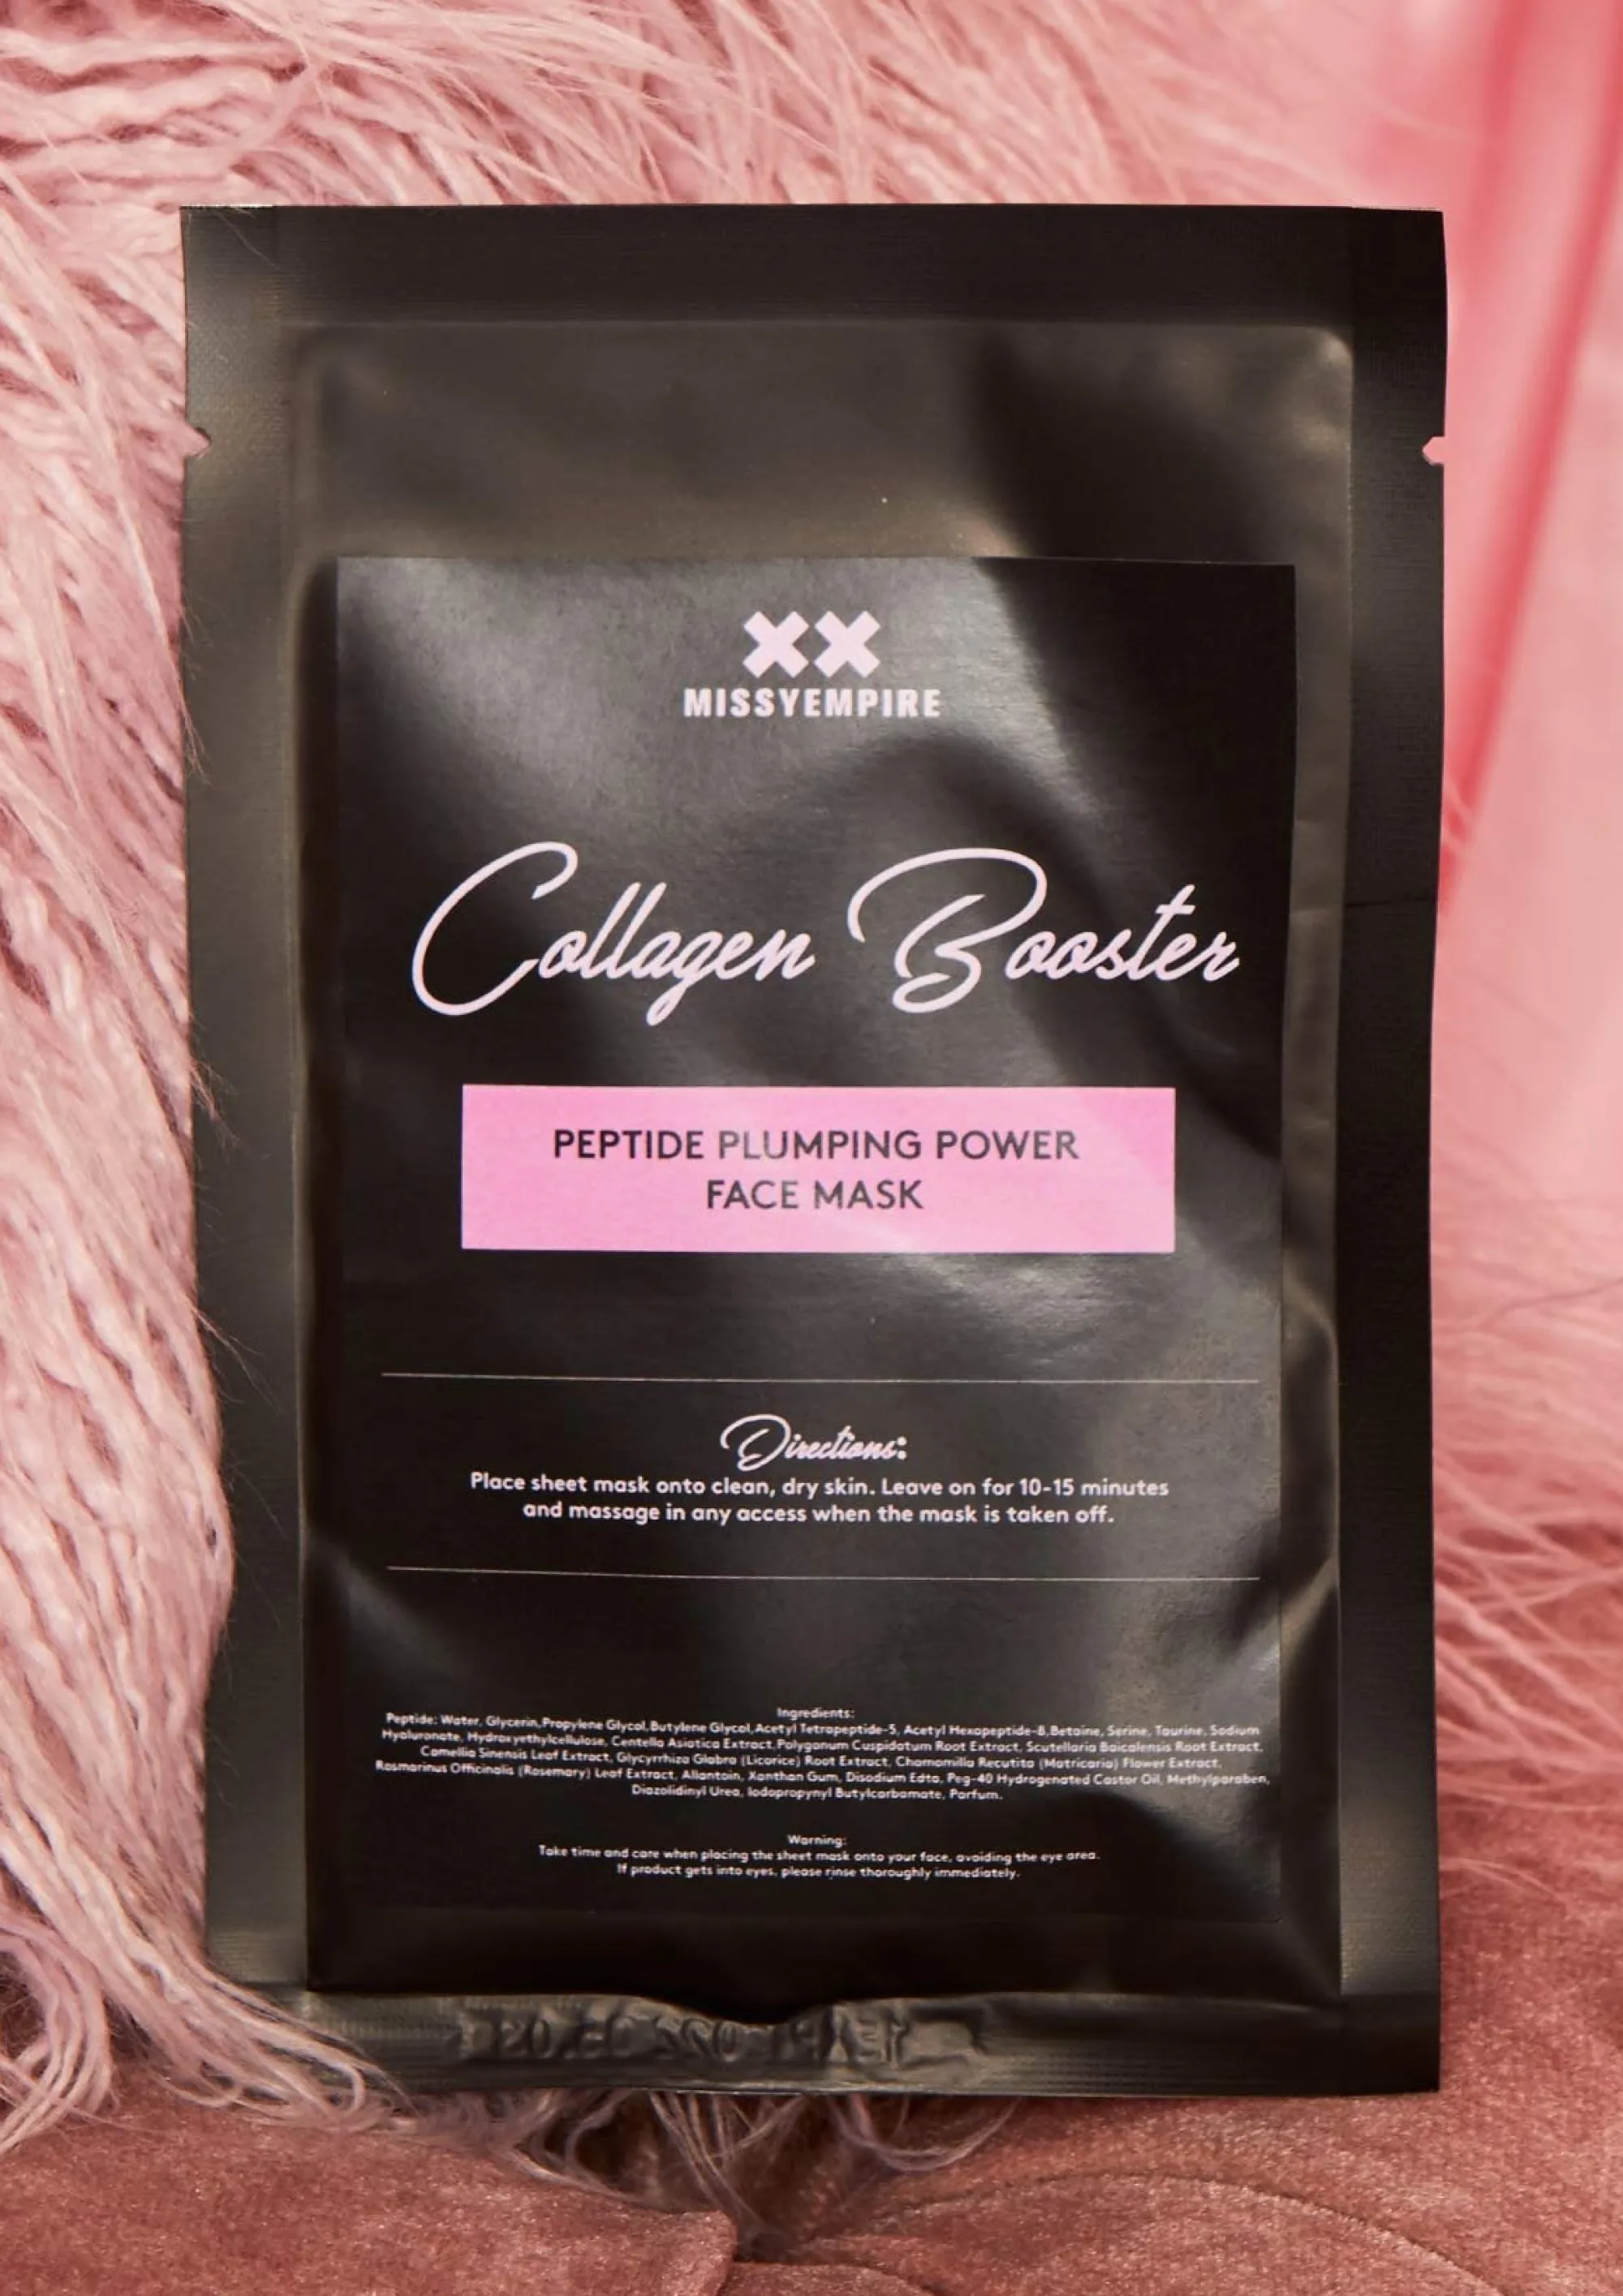 XX
MISSYEMPIRE
Collagen Booster
PEPTIDE PLUMPING POWER
FACE MASK
Directions:
Place sheet mask onto clean, dry skin. Leave on for 10-15 minutes
and massage in any access when the mask is taken off.
Ingredients:
Peptide: Water, Glycerin, Propylene Glycol, Butylene Glycol, Acetyl Tetrapeptide-5, Acetyl Hexapeptide-8, Betaine, Serine, Taurine, Sodium
Hyaluronate, Hydroxyethylcellulose, Centella Asiatica Extract, Polygonum Cuspidatum Root Extract, Scutellaria Baicalensis Root Extract,
Camellia Sinensis Leaf Extract, Glycyrrhiza Glabra (Licorice) Root Extract, Chamomilla Recutita (Matricaria) Flower Extract,
Rosmarinus Officinalis (Rosemary) Leaf Extract, Allantoin, Xanthan Gum, Disodium Edta, Peg-40 Hydrogenated Castor Oil, Methylparaben,
Diazolidinyl Urea, Iodopropynyl Butylcarbamate, Parfum.
Warning:
Take time and care when placing the sheet mask onto your face, avoiding the eye area.
If product gets into eyes, please rinse thoroughly immediately.